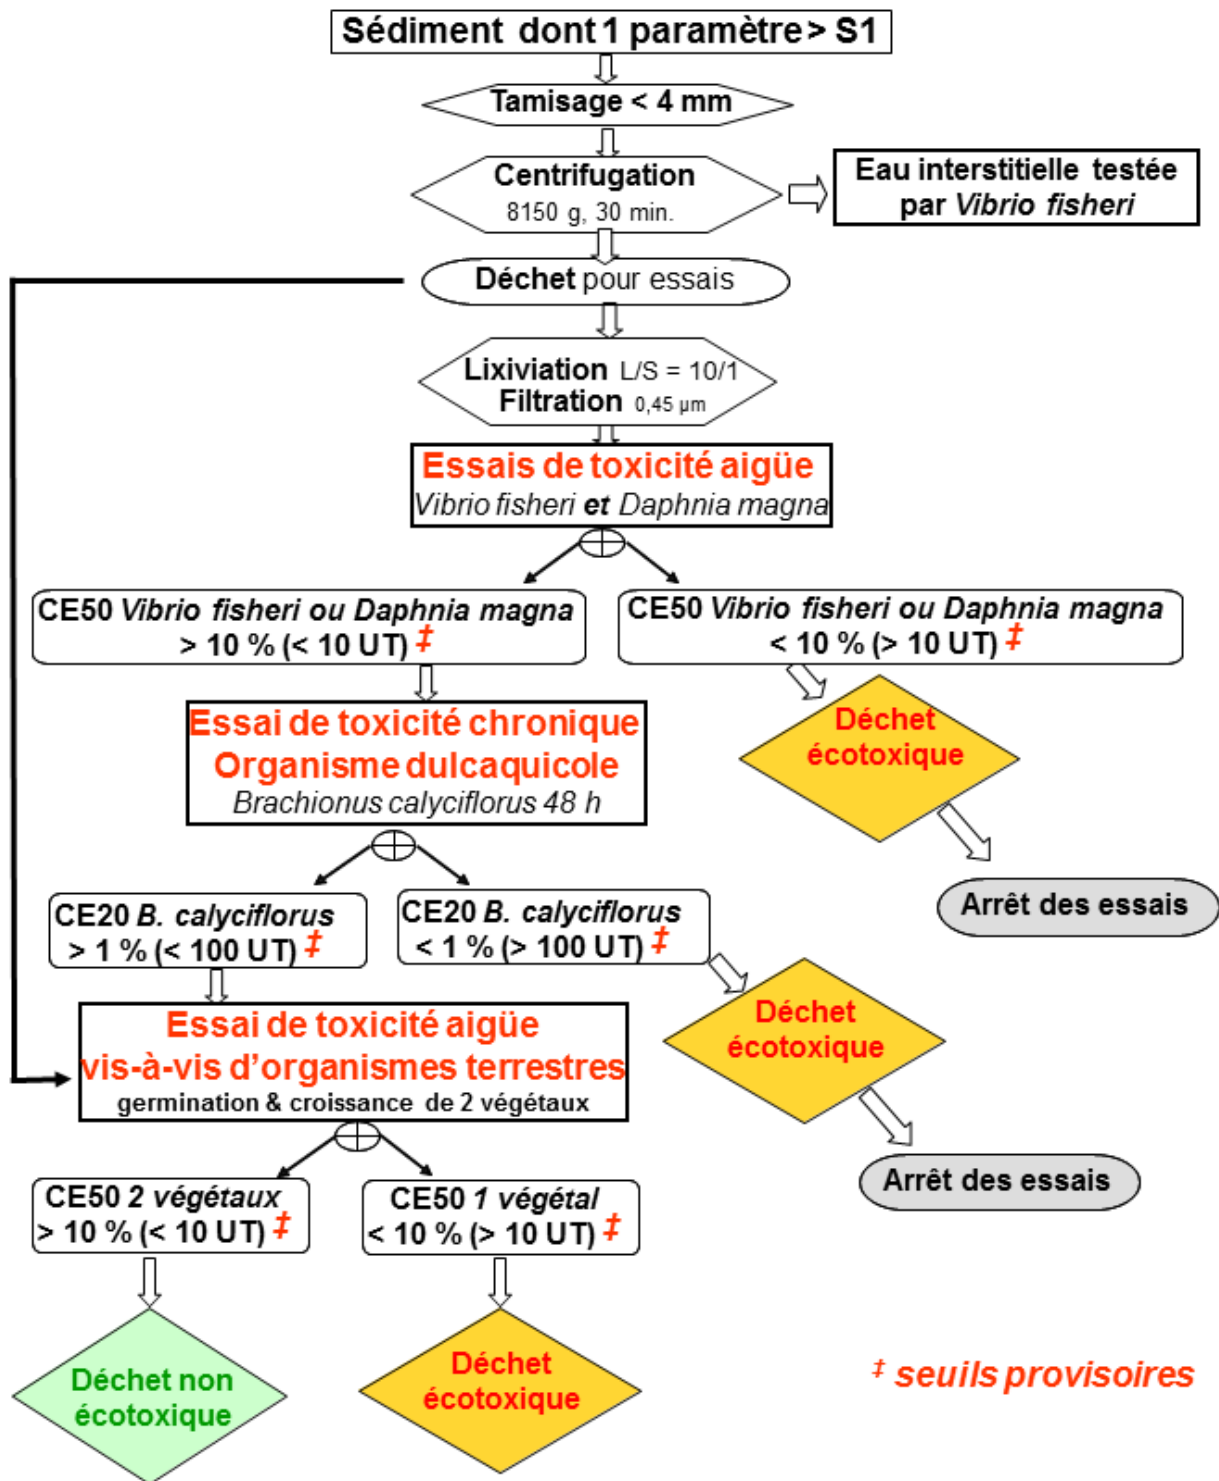 Sédiment dont 1 paramètre > S1
Tamisage < 4 mm
Centrifugation
8150 g, 30 min.
Eau interstitielle testée
par Vibrio fisheri
Déchet pour essais
Lixiviation L/S = 10/1
Filtration 0,45 µm
Essais de toxicité aigüe
Vibrio fisheri et Daphnia magna
CE50 Vibrio fisheri ou Daphnia magna
> 10 % (< 10 UT) ‡
CE50 Vibrio fisheri ou Daphnia magna
< 10 % (> 10 UT) ‡
Essai de toxicité chronique
Organisme dulcaquicole
Brachionus calyciflorus 48 h
Déchet
écotoxique
Arrêt des essais
CE20 B. calyciflorus
> 1 % (< 100 UT) ‡
CE20 B. calyciflorus
< 1 % (> 100 UT) ‡
Déchet
écotoxique
Arrêt des essais
Essai de toxicité aigüe
vis-à-vis d'organismes terrestres
germination & croissance de 2 végétaux
CE50 2 végétaux
> 10 % (< 10 UT) ‡
CE50 1 végétal
< 10 % (> 10 UT) ‡
Déchet non
écotoxique
Déchet
écotoxique
‡ seuils provisoires